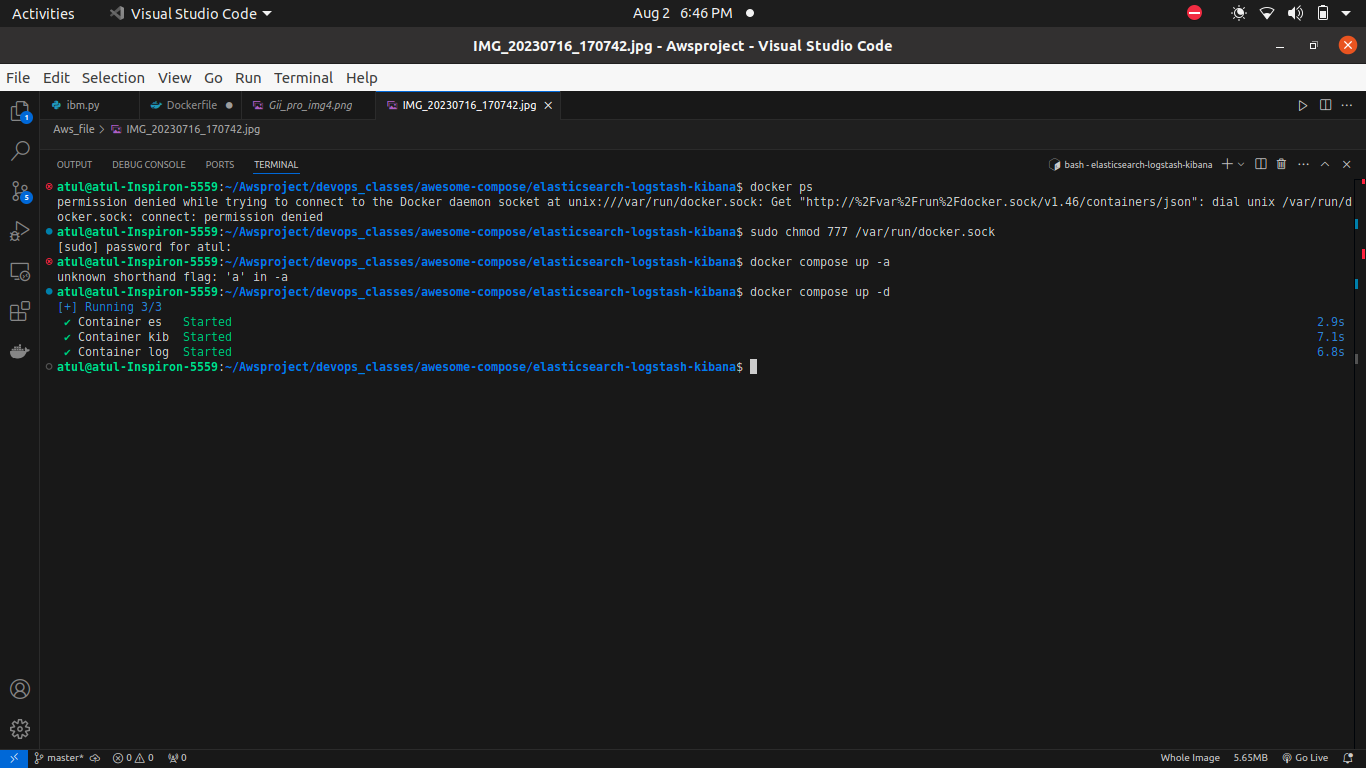 Activities Visual Studio Code Aug 2 6:46 PM
IMG_20230716_170742.jpg - Awsproject - Visual Studio Code
File Edit Selection View Go Run Terminal Help
ibm.py Dockerfile Gii_pro_img4.png IMG_20230716_170742.jpg
Aws_file > IMG_20230716_170742.jpg
OUTPUT DEBUG CONSOLE PORTS TERMINAL bash - elasticsearch-logstash-kibana
atul@atul-Inspiron-5559:~/Awsproject/devops_classes/awesome-compose/elasticsearch-logstash-kibana$ docker ps
permission denied while trying to connect to the Docker daemon socket at unix:///var/run/docker.sock: Get "http://%2Fvar%2Frun%2Fdocker.sock/v1.46/containers/json": dial unix /var/run/d
ocker.sock: connect: permission denied
atul@atul-Inspiron-5559:~/Awsproject/devops_classes/awesome-compose/elasticsearch-logstash-kibana$ sudo chmod 777 /var/run/docker.sock
[sudo] password for atul:
atul@atul-Inspiron-5559:~/Awsproject/devops_classes/awesome-compose/elasticsearch-logstash-kibana$ docker compose up -a
unknown shorthand flag: 'a' in -a
atul@atul-Inspiron-5559:~/Awsproject/devops_classes/awesome-compose/elasticsearch-logstash-kibana$ docker compose up -d
[+] Running 3/3
✔ Container es Started 2.9s
✔ Container kib Started 7.1s
✔ Container log Started 6.8s
atul@atul-Inspiron-5559:~/Awsproject/devops_classes/awesome-compose/elasticsearch-logstash-kibana$
1
5
master* 0 0 0 Whole Image 5.65MB Go Live